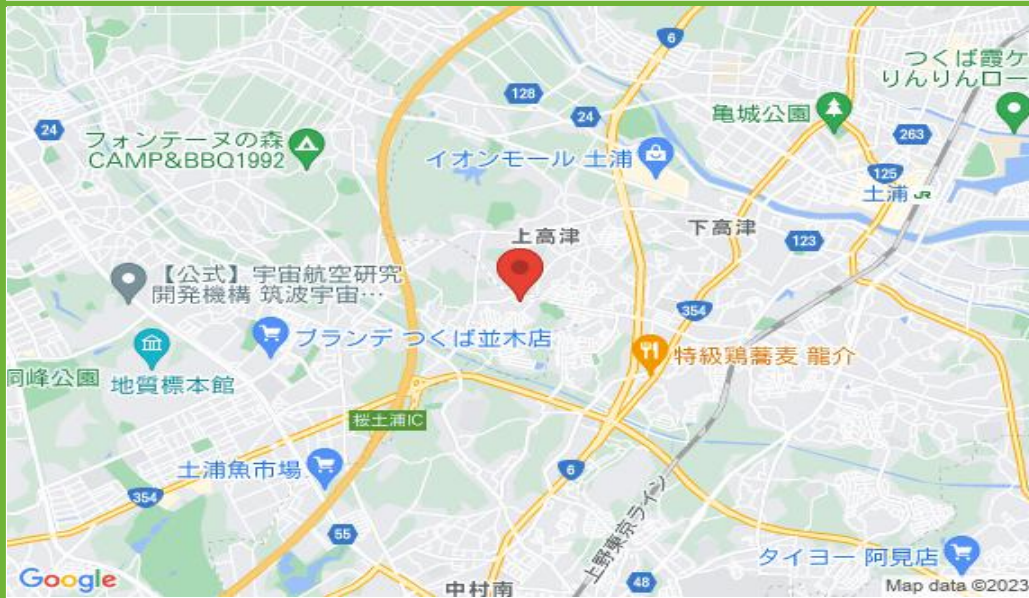 6
つくば霞ケ
りんりんロー
128
24
24
亀城公園
263
フォンテーヌの森
CAMP&BBQ1992
イオンモール 土浦
125
土浦 JR
上高津
下高津
123
【公式】宇宙航空研究
開発機構 筑波宇宙…
354
ブランデ つくば並木店
特級鶏蕎麦 龍介
洞峰公園
地質標本館
桜土浦IC
土浦魚市場
6
354
55
上野東京ライン
タイヨー 阿見店
Google
中村南
48
Map data ©2023